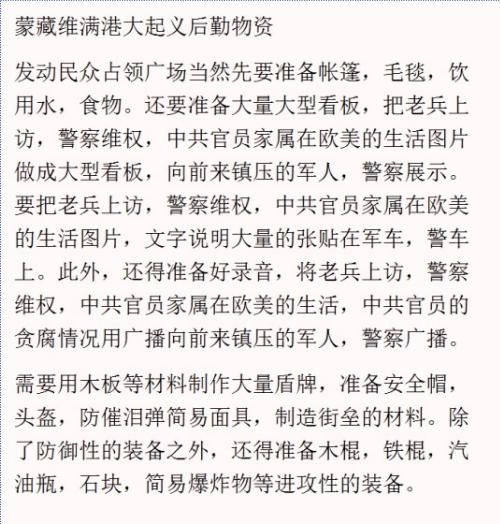 蒙藏维满港大起义后勤物资
发动民众占领广场当然先要准备帐篷，毛毯，饮
用水，食物。还要准备大量大型看板，把老兵上
访，警察维权，中共官员家属在欧美的生活图片
做成大型看板，向前来镇压的军人，警察展示。
要把老兵上访，警察维权，中共官员家属在欧美
的生活图片，文字说明大量的张贴在军车，警车
上。此外，还得准备好录音，将老兵上访，警察
维权，中共官员家属在欧美的生活，中共官员的
贪腐情况用广播向前来镇压的军人，警察广播。
需要用木板等材料制作大量盾牌，准备安全帽，
头盔，防催泪弹简易面具，制造街垒的材料。除
了防御性的装备之外，还得准备木棍，铁棍，汽
油瓶，石块，简易爆炸物等进攻性的装备。